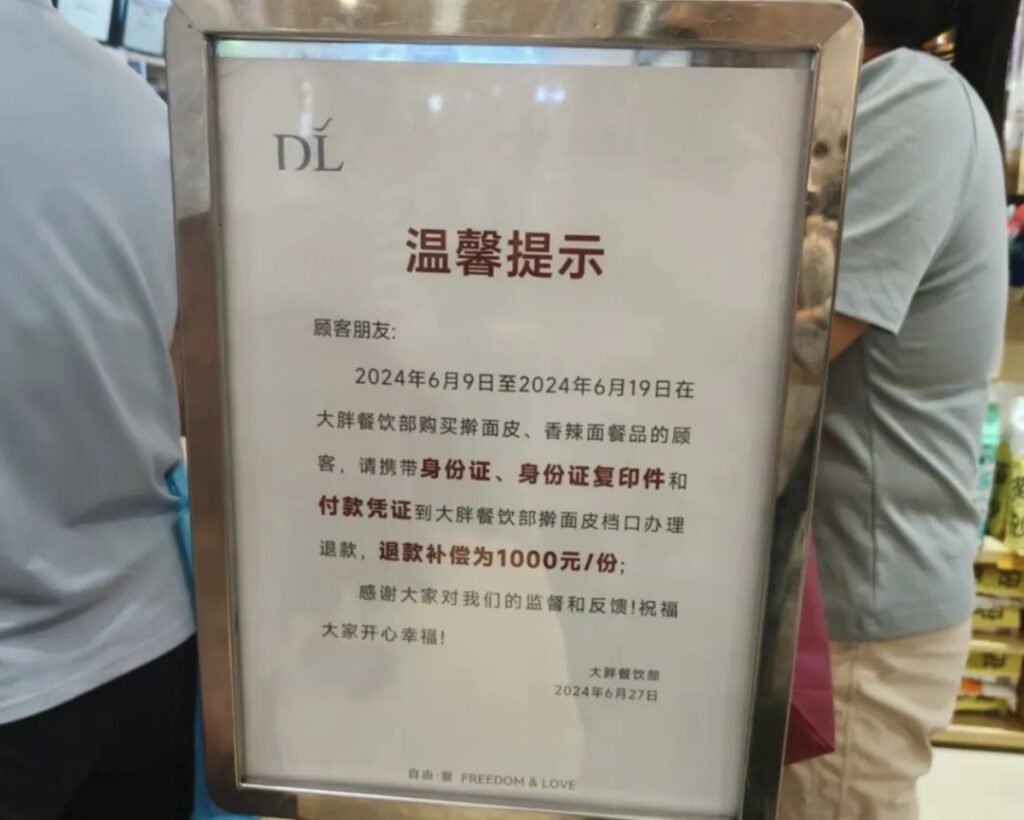 DL
温馨提示
顾客朋友:
2024年6月9日至2024年6月19日在
大胖餐饮部购买擀面皮、香辣面餐品的顾
客，请携带身份证、身份证复印件和
付款凭证到大胖餐饮部擀面皮档口办理
退款，退款补偿为1000元/份;
感谢大家对我们的监督和反馈!祝福
大家开心幸福!
大胖餐饮部
2024年6月27日
自由·爱 FREEDOM & LOVE